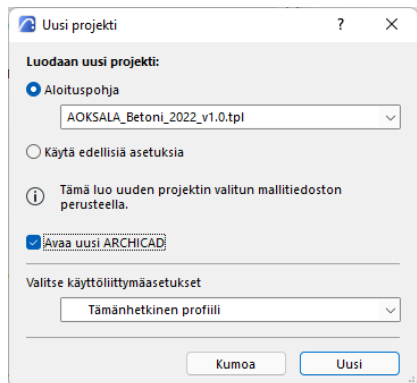 Uusi projekti
?
Luodaan uusi projekti:
Aloituspohja
AOKSALA_Betoni_2022_v1.0.tpl
Käytä edellisiä asetuksia
Tämä luo uuden projektin valitun mallitiedoston
perusteella.
Avaa uusi ARCHICAD
Valitse käyttöliittymäasetukset
Tämänhetkinen profiili
Kumoa
Uusi